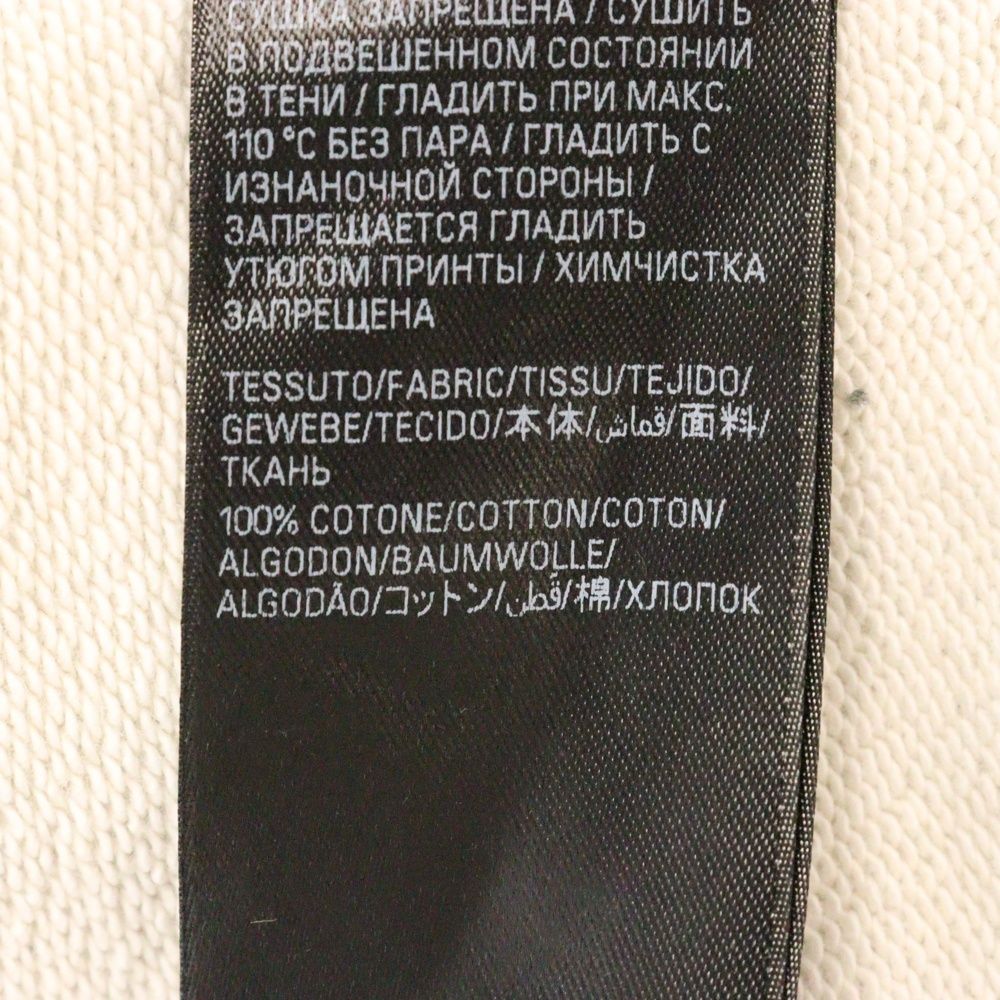 СУШКА ЗАПРЕЩЕНА / СУШИТЬ
В ПОДВЕШЕННОМ СОСТОЯНИИ
В ТЕНИ / ГЛАДИТЬ ПРИ МАКС.
110 °C БЕЗ ПАРА / ГЛАДИТЬ С
ИЗНАНОЧНОЙ СТОРОНЫ /
ЗАПРЕЩАЕТСЯ ГЛАДИТЬ
УТЮГОМ ПРИНТЫ / ХИМЧИСТКА
ЗАПРЕЩЕНА
TESSUTO/FABRIC/TISSU/TEJIDO/
GEWEBE/TECIDO/本体/قماش/面料/
ТКАНЬ
100% COTONE/COTTON/COTON/
ALGODON/BAUMWOLLE/
ALGODÃO/コットン/قطن/棉/ХЛОПОК